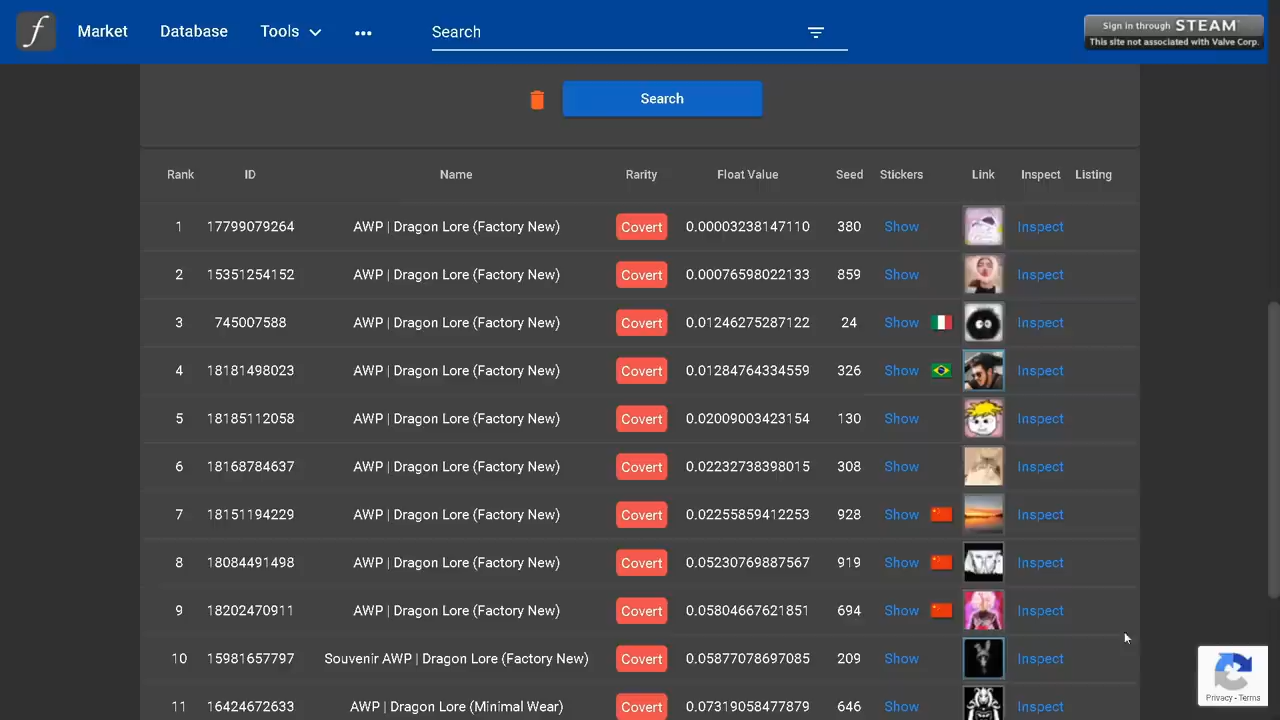 f Market Database Tools ••• Search Sign in through STEAM™
This site not associated with Valve Corp.
Search
Rank ID Name Rarity Float Value Seed Stickers Link Inspect Listing
1 17799079264 AWP | Dragon Lore (Factory New) Covert 0.00003238147110 380 Show Inspect
2 15351254152 AWP | Dragon Lore (Factory New) Covert 0.00076598022133 859 Show Inspect
3 745007588 AWP | Dragon Lore (Factory New) Covert 0.01246275287122 24 Show Inspect
4 18181498023 AWP | Dragon Lore (Factory New) Covert 0.01284764334559 326 Show Inspect
5 18185112058 AWP | Dragon Lore (Factory New) Covert 0.02009003423154 130 Show Inspect
6 18168784637 AWP | Dragon Lore (Factory New) Covert 0.02232738398015 308 Show Inspect
7 18151194229 AWP | Dragon Lore (Factory New) Covert 0.02255859412253 928 Show Inspect
8 18084491498 AWP | Dragon Lore (Factory New) Covert 0.05230769887567 919 Show Inspect
9 18202470911 AWP | Dragon Lore (Factory New) Covert 0.05804667621851 694 Show Inspect
10 15981657797 Souvenir AWP | Dragon Lore (Factory New) Covert 0.05877078697085 209 Show Inspect
11 16424672633 AWP | Dragon Lore (Minimal Wear) Covert 0.07319058477879 646 Show Inspect
Privacy - Terms